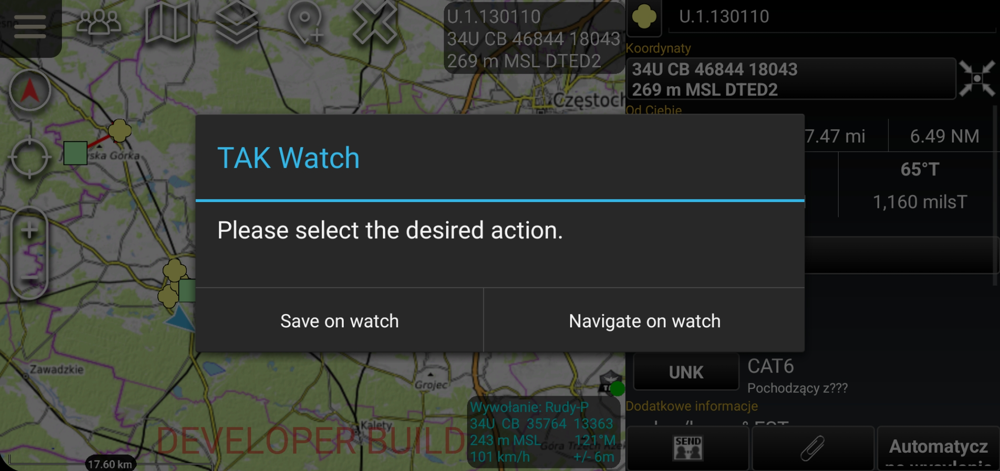 U.1.130110
34U CB 46844 18043
269 m MSL DTED2
U.1.130110
Koordynaty
34U CB 46844 18043
269 m MSL DTED2
Od Ciebie
Częstoch
ska Górka
7.47 mi
6.49 NM
65°T
1,160 milsT
TAK Watch
Please select the desired action.
Save on watch
Navigate on watch
Zawadzkie
Grojec
Kalety
DEVELOPER BUILD
17.60 km
Wywołanie: Rudy-P
34U CB 35764 13363
243 m MSL 121°M
101 km/h +/- 6m
UNK
CAT6
Pochodzący z???
Dodatkowe informacje
SEND
Automatycz